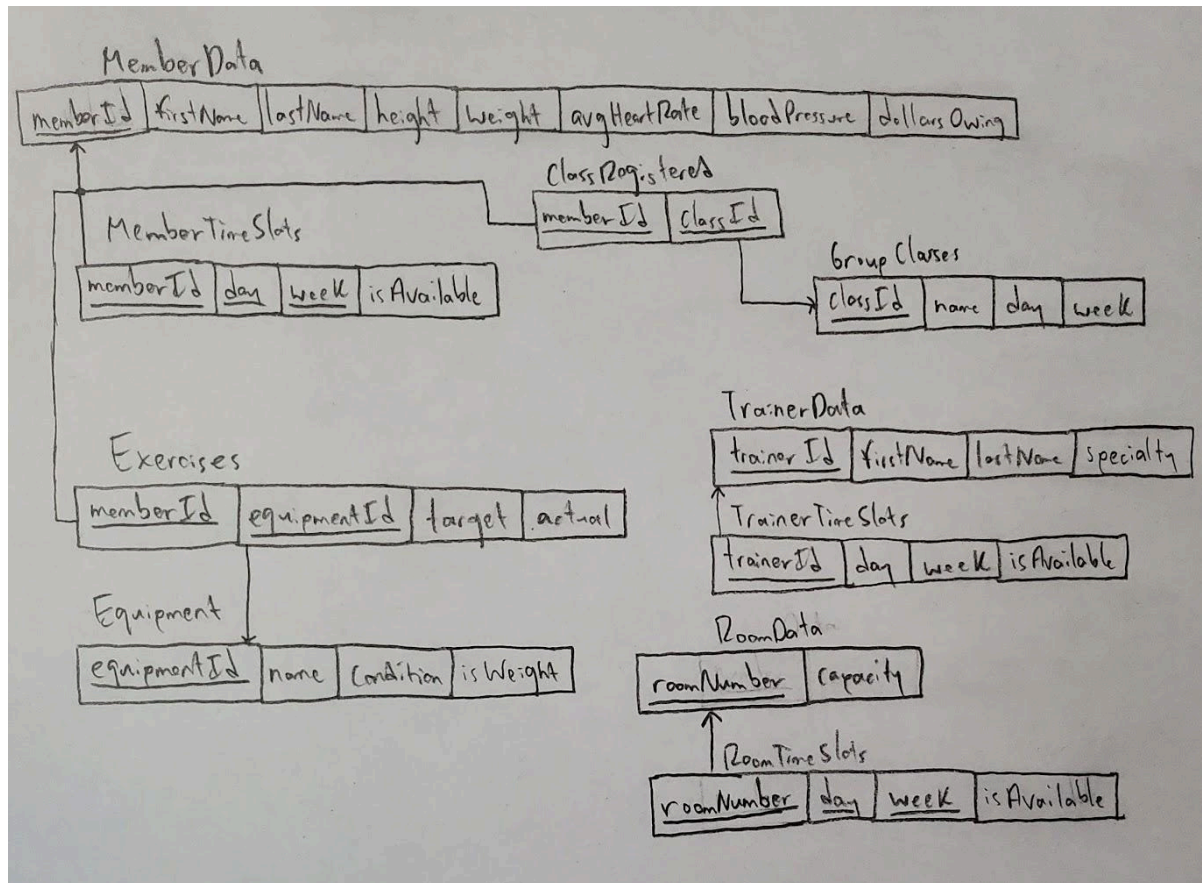 MemberData
memberId firstName lastName height weight avgHeartRate bloodPressure dollarsOwing
ClassRegistered
memberId classId
MemberTimeSlots
memberId day week isAvailable
GroupClasses
classId name day week
TrainerData
trainerId firstName lastName specialty
Exercises
memberId equipmentId target actual
TrainerTimeSlots
trainerId day week isAvailable
Equipment
equipmentId name condition isWeight
RoomData
roomNumber capacity
RoomTimeSlots
roomNumber day week isAvailable